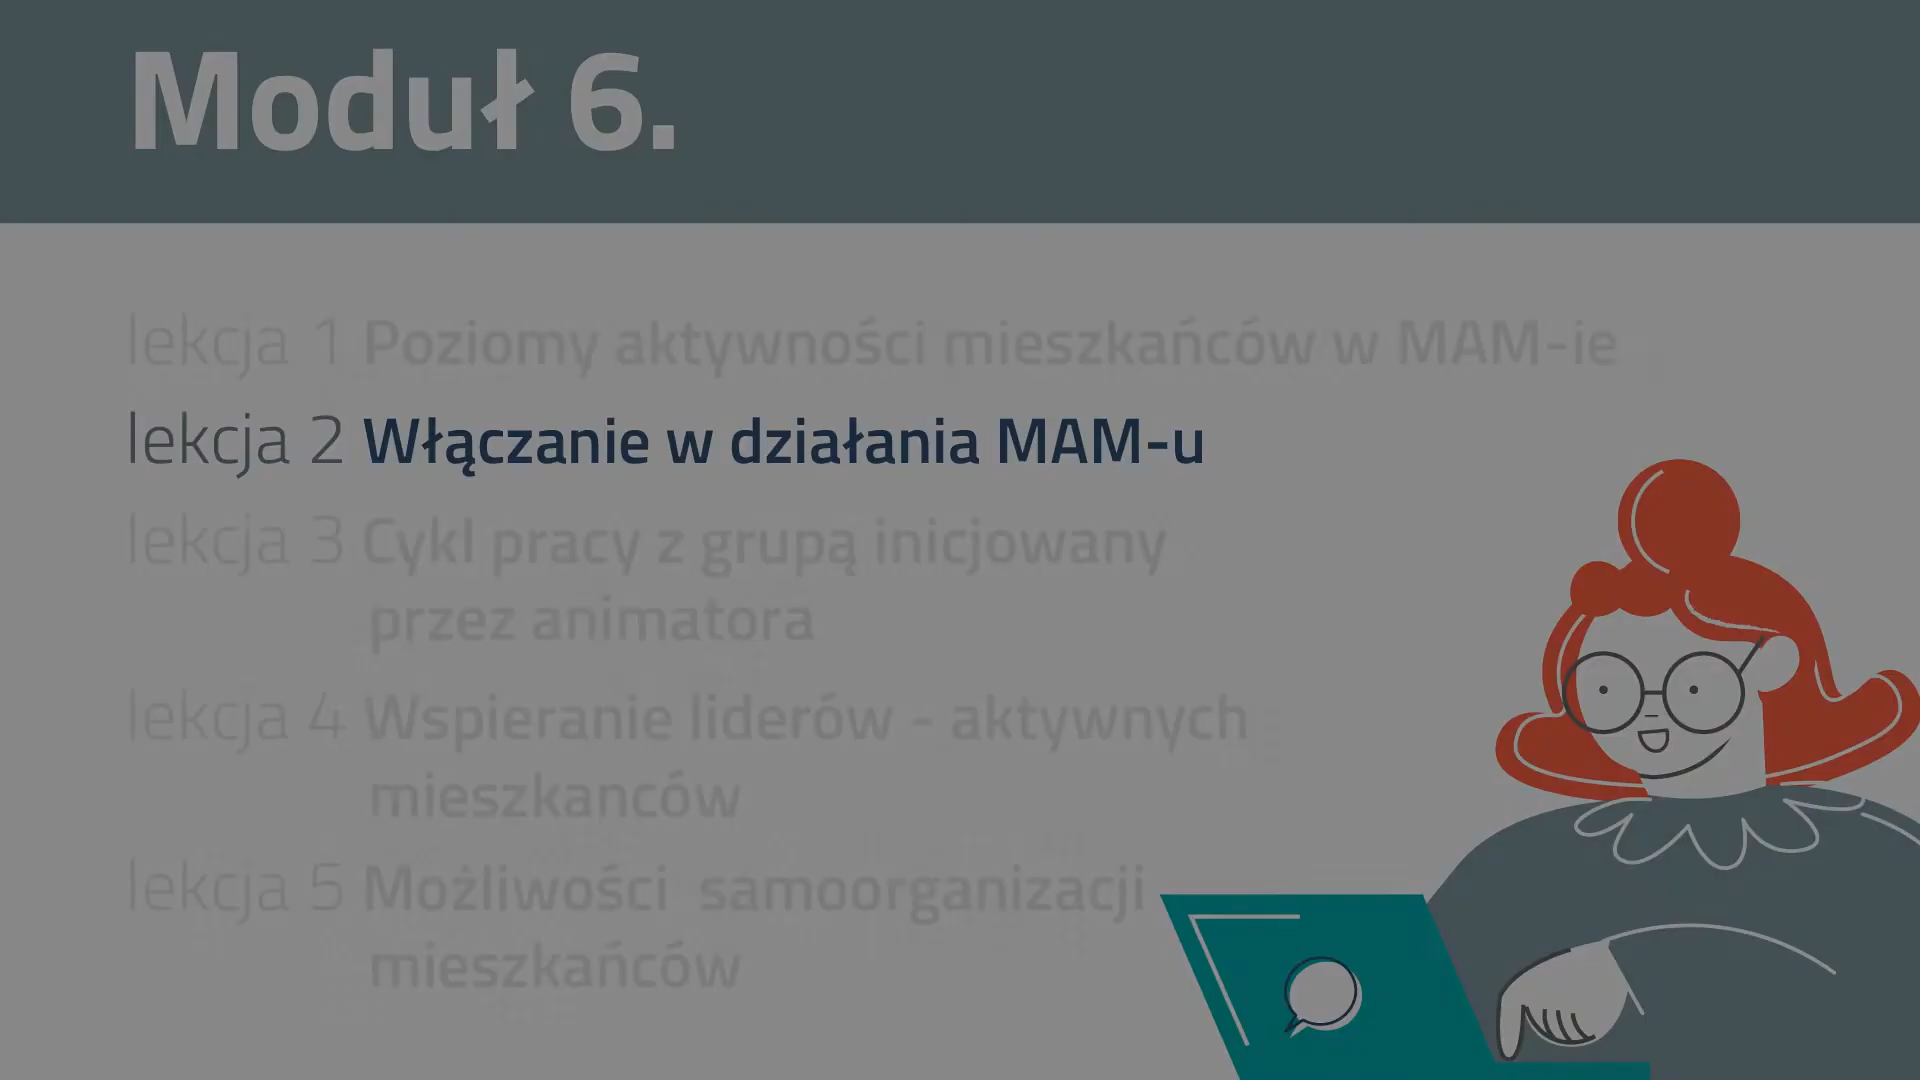 Moduł 6.
lekcja 1 Poziomy aktywności mieszkańców w MAM-ie
lekcja 2 Włączanie w działania MAM-u
lekcja 3 Cykl pracy z grupą inicjowany
przez animatora
lekcja 4 Wspieranie liderów - aktywnych
mieszkańców
lekcja 5 Możliwości samoorganizacji
mieszkańców